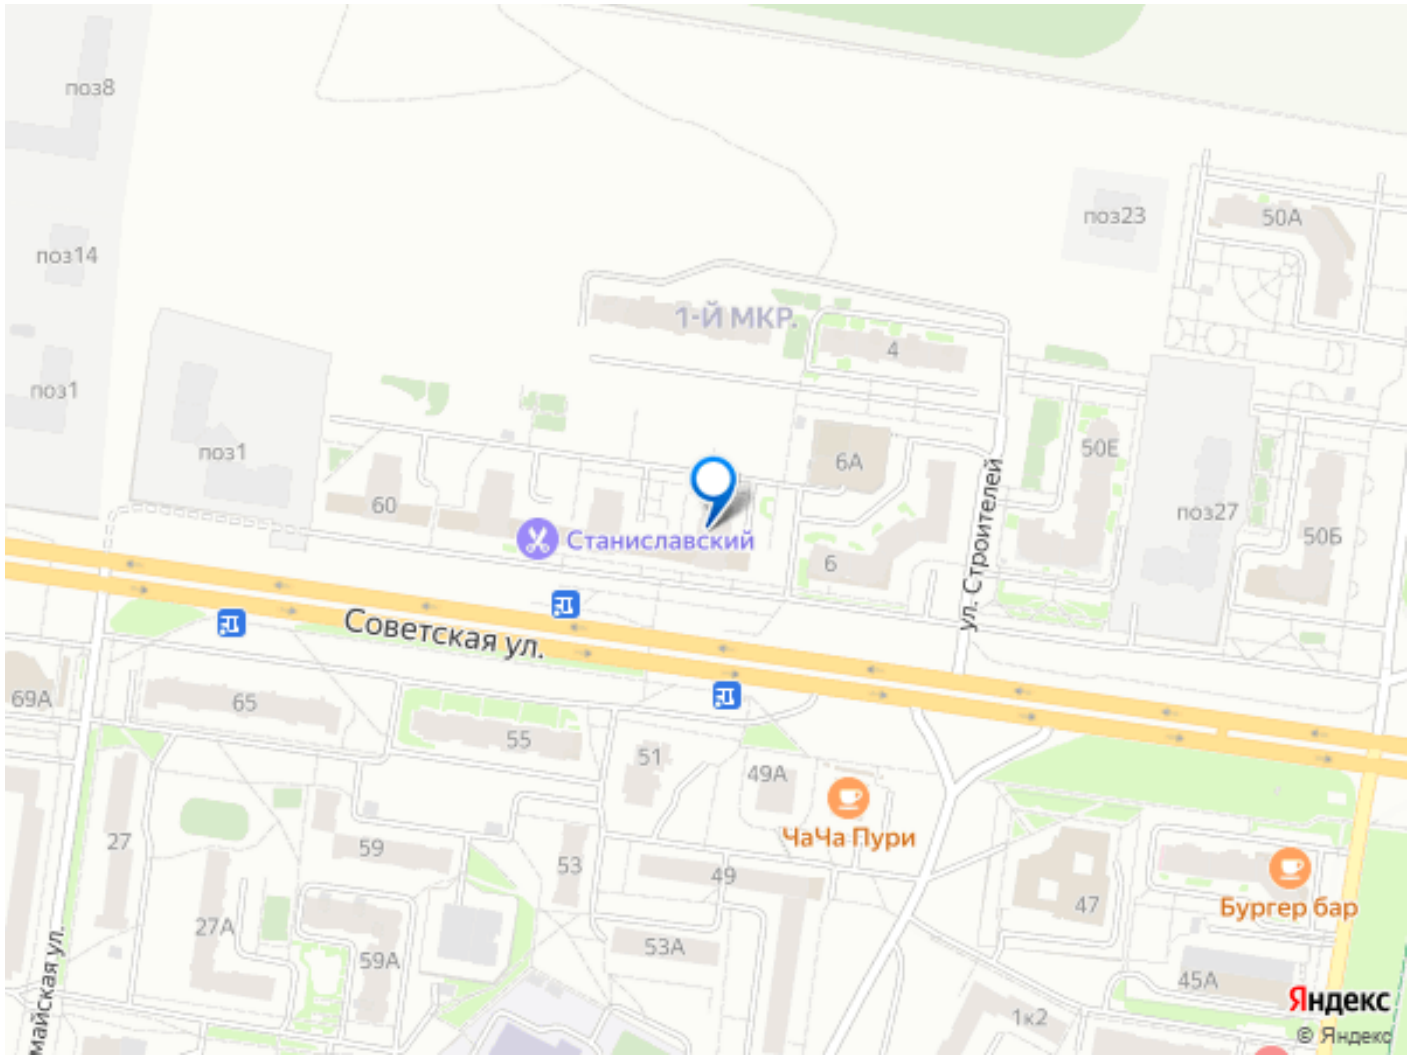 поз8
поз23
50А
поз14
1-Й МКР.
4
поз1
поз1
50Е
6А
60
поз27
Станиславский
50Б
6
ул. Строителей
Советская ул.
69А
65
55
51
49А
ЧаЧа Пури
27
59
53
49
47
Бургер бар
27А
59А
53А
45А
майская ул.
1к2
Яндекс
© Яндекс